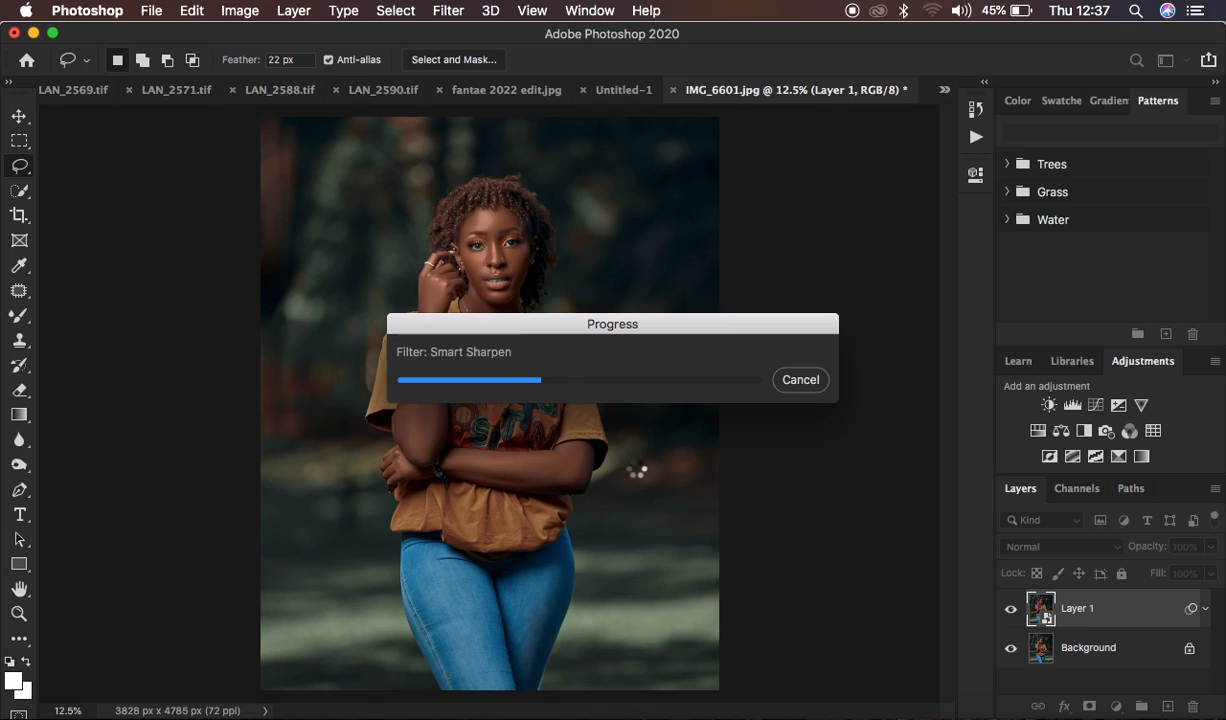 Photoshop File Edit Image Layer Type Select Filter 3D View Window Help 45% Thu 12:37
Adobe Photoshop 2020
Feather: 22 px Anti-alias Select and Mask...
LAN_2569.tif LAN_2571.tif LAN_2588.tif LAN_2590.tif fantae 2022 edit.jpg Untitled-1 IMG_6601.jpg @ 12.5% (Layer 1, RGB/8) *
Color Swatche Gradien Patterns
Trees
Grass
Water
Progress
Filter: Smart Sharpen
Cancel
Learn Libraries Adjustments
Add an adjustment
Layers Channels Paths
Kind
Normal Opacity: 100%
Lock: Fill: 100%
Layer 1
Background
12.5% 3828 px x 4785 px (72 ppi)